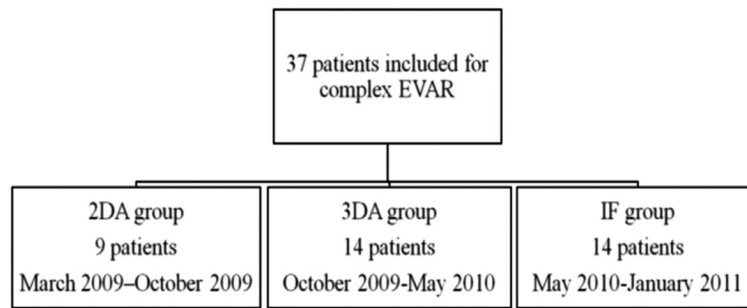 37 patients included for
complex EVAR
2DA group
9 patients
March 2009–October 2009
3DA group
14 patients
October 2009-May 2010
IF group
14 patients
May 2010-January 2011